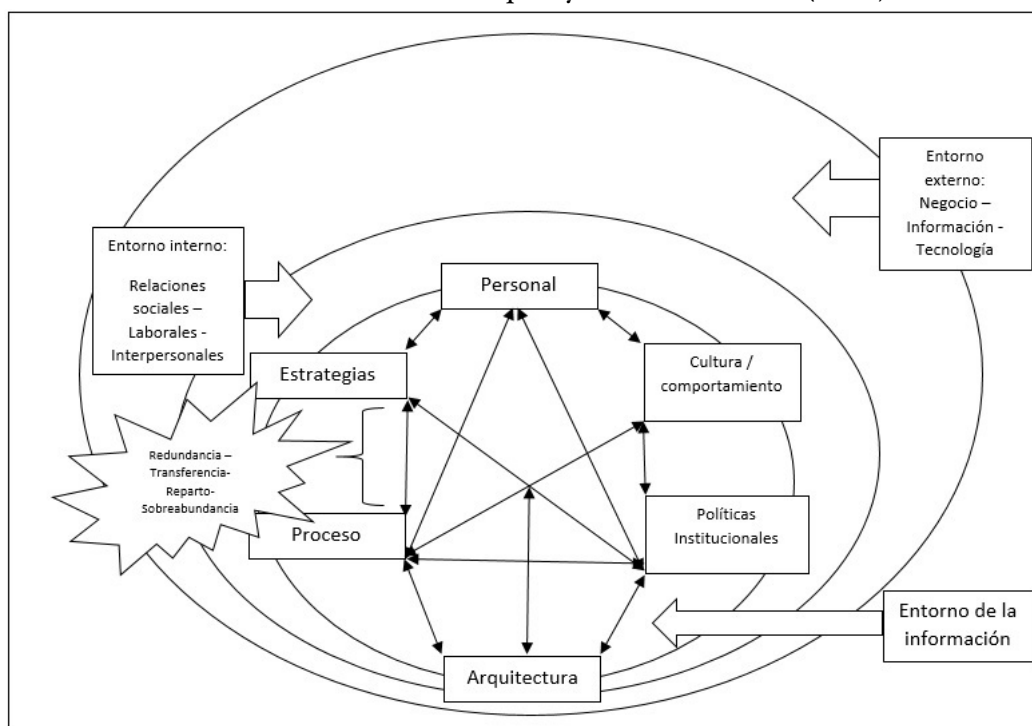 Entorno
externo:
Negocio –
Información -
Tecnología
Entorno interno:
Relaciones
sociales –
Laborales -
Interpersonales
Personal
Estrategias
Cultura /
comportamiento
Redundancia –
Transferencia-
Reparto-
Sobreabundancia
Proceso
Políticas
Institucionales
Entorno de la
información
Arquitectura